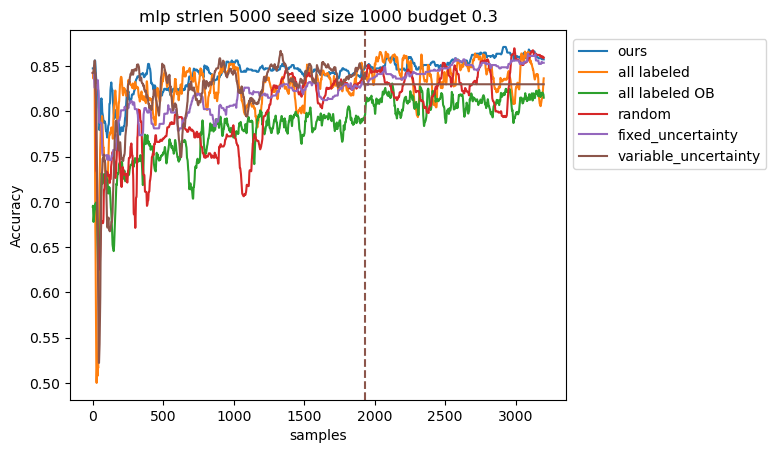 mlp strlen 5000 seed size 1000 budget 0.3
Accuracy
0.85
0.80
0.75
0.70
0.65
0.60
0.55
0.50
0
500
1000
1500
2000
2500
3000
samples
ours
all labeled
all labeled OB
random
fixed_uncertainty
variable_uncertainty